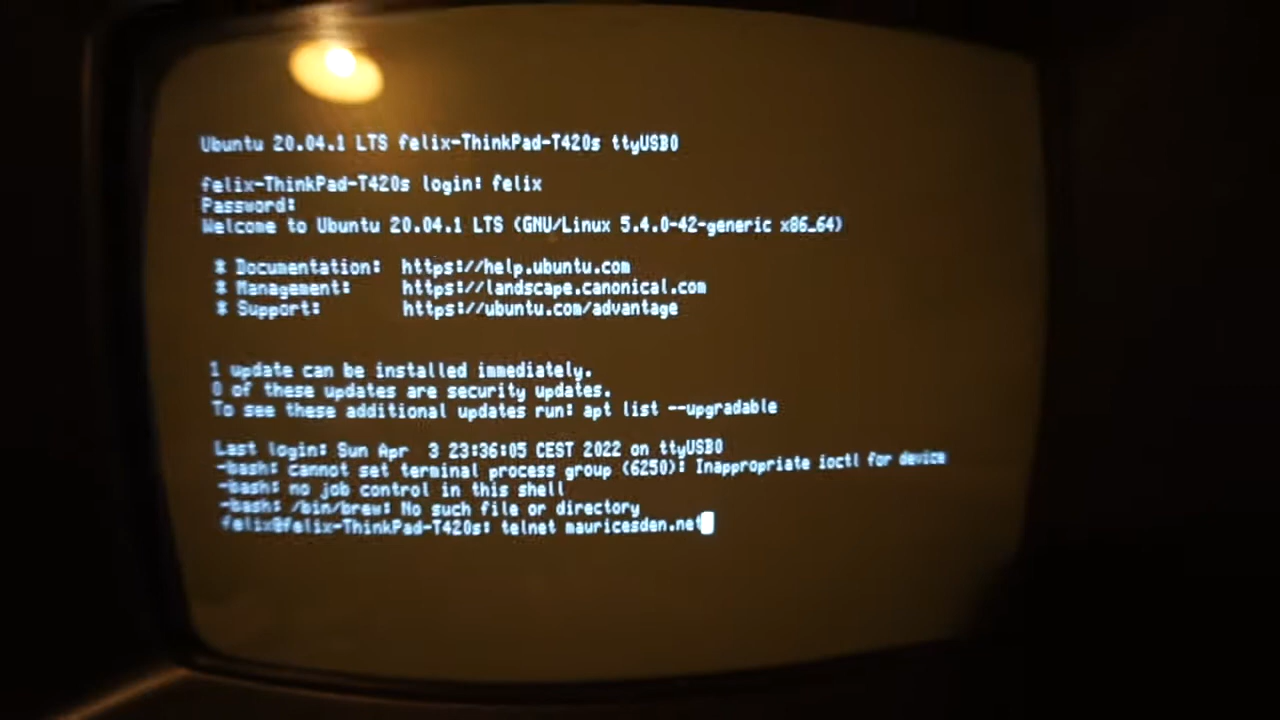 Ubuntu 20.04.1 LTS felix-ThinkPad-T420s ttyUSB0
felix-ThinkPad-T420s login: felix
Password:
Welcome to Ubuntu 20.04.1 LTS (GNU/Linux 5.4.0-42-generic x86_64)
* Documentation: https://help.ubuntu.com
* Management: https://landscape.canonical.com
* Support: https://ubuntu.com/advantage
1 update can be installed immediately.
0 of these updates are security updates.
To see these additional updates run: apt list --upgradable
Last login: Sun Apr 3 23:36:05 CEST 2022 on ttyUSB0
-bash: cannot set terminal process group (6250): Inappropriate ioctl for device
-bash: no job control in this shell
-bash: /bin/brew: No such file or directory
felix@felix-ThinkPad-T420s: telnet mauricesden.net